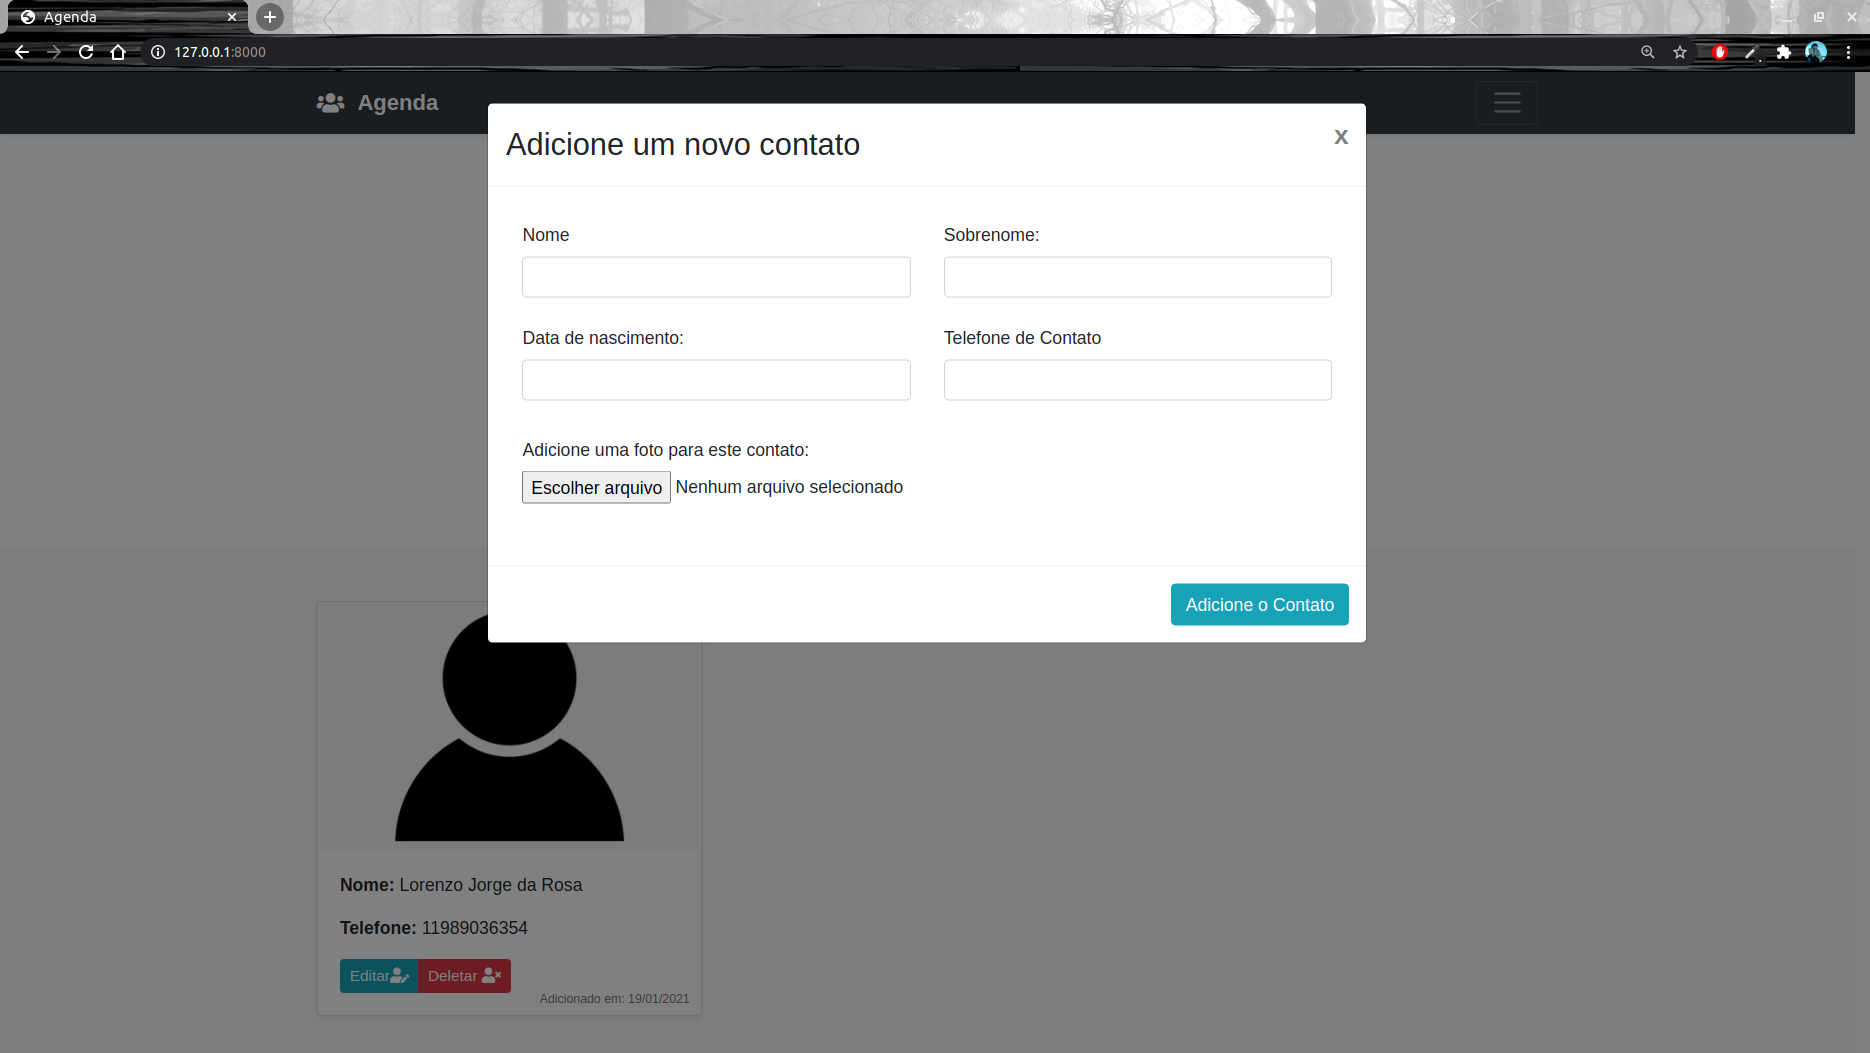 Agenda
127.0.0.1:8000
Agenda
Adicione um novo contato
x
Nome
Sobrenome:
Data de nascimento:
Telefone de Contato
Adicione uma foto para este contato:
Escolher arquivo Nenhum arquivo selecionado
Adicione o Contato
Nome: Lorenzo Jorge da Rosa
Telefone: 11989036354
Editar Deletar
Adicionado em: 19/01/2021